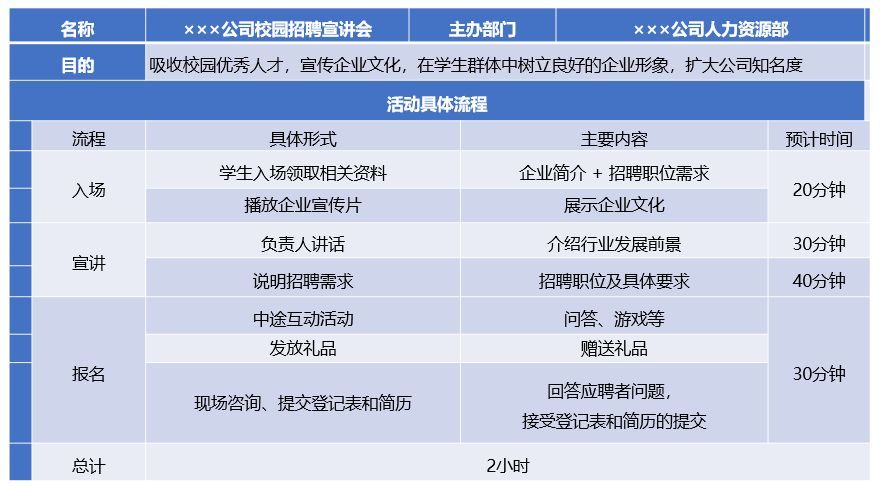 名称 ×××公司校园招聘宣讲会 主办部门 ×××公司人力资源部
目的 吸收校园优秀人才，宣传企业文化，在学生群体中树立良好的企业形象，扩大公司知名度
活动具体流程
流程 具体形式 主要内容 预计时间
入场 学生入场领取相关资料 企业简介 + 招聘职位需求 20分钟
播放企业宣传片 展示企业文化
宣讲 负责人讲话 介绍行业发展前景 30分钟
说明招聘需求 招聘职位及具体要求 40分钟
报名 中途互动活动 问答、游戏等 30分钟
发放礼品 赠送礼品
现场咨询、提交登记表和简历 回答应聘者问题，
接受登记表和简历的提交
总计 2小时